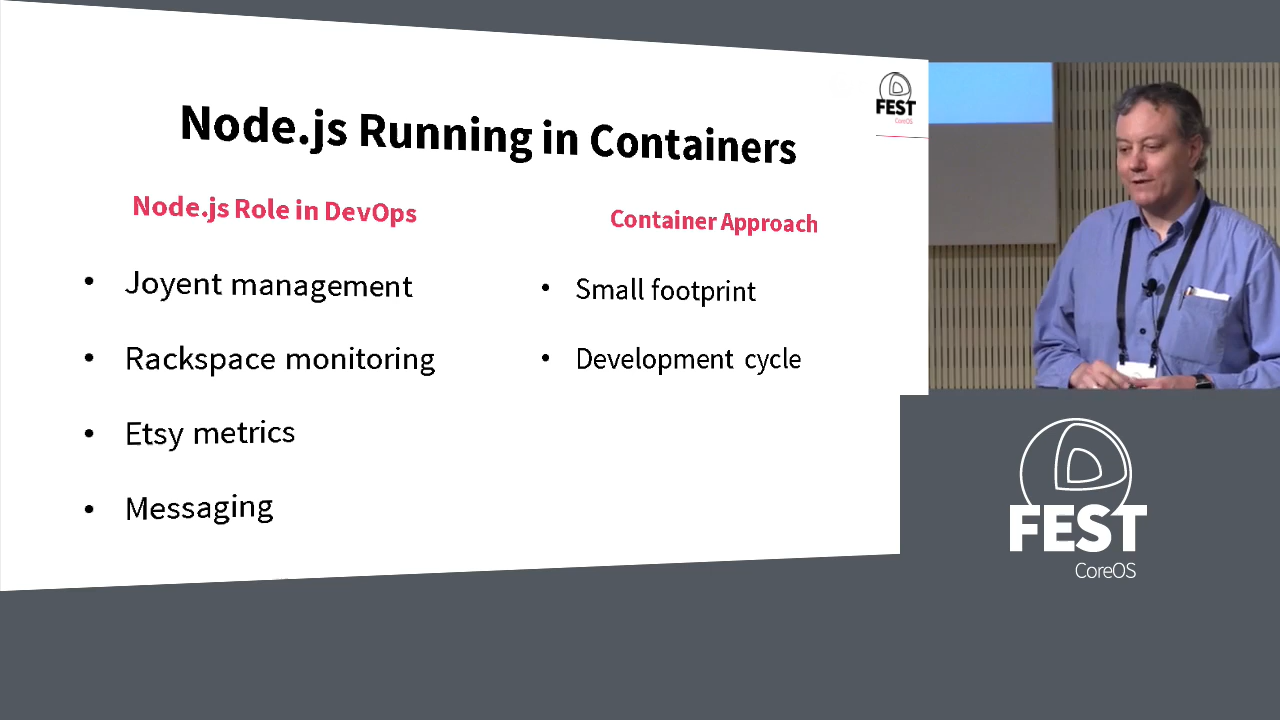 Node.js Running in Containers
FEST
CoreOS
Node.js Role in DevOps
• Joyent management
• Rackspace monitoring
• Etsy metrics
• Messaging
Container Approach
• Small footprint
• Development cycle
FEST
CoreOS